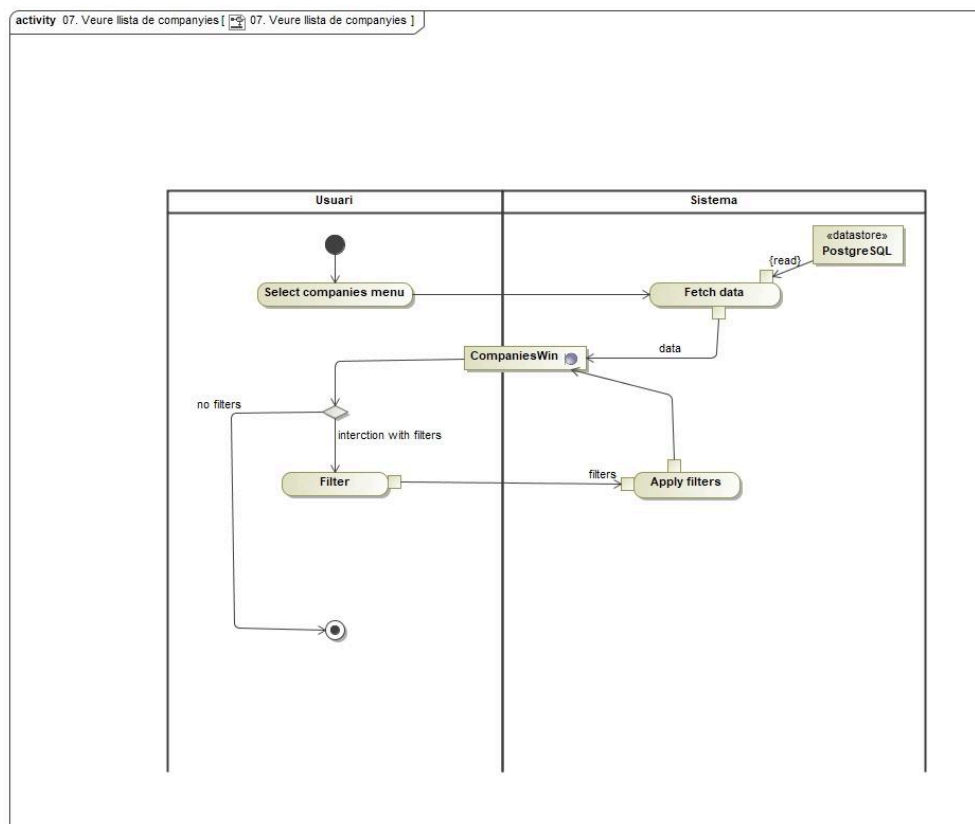 activity 07. Veure llista de companyies [ 07. Veure llista de companyies ]
Usuari
Sistema
«datastore»
PostgreSQL
{read}
Select companies menu
Fetch data
data
CompaniesWin
no filters
interction with filters
Filter
filters
Apply filters